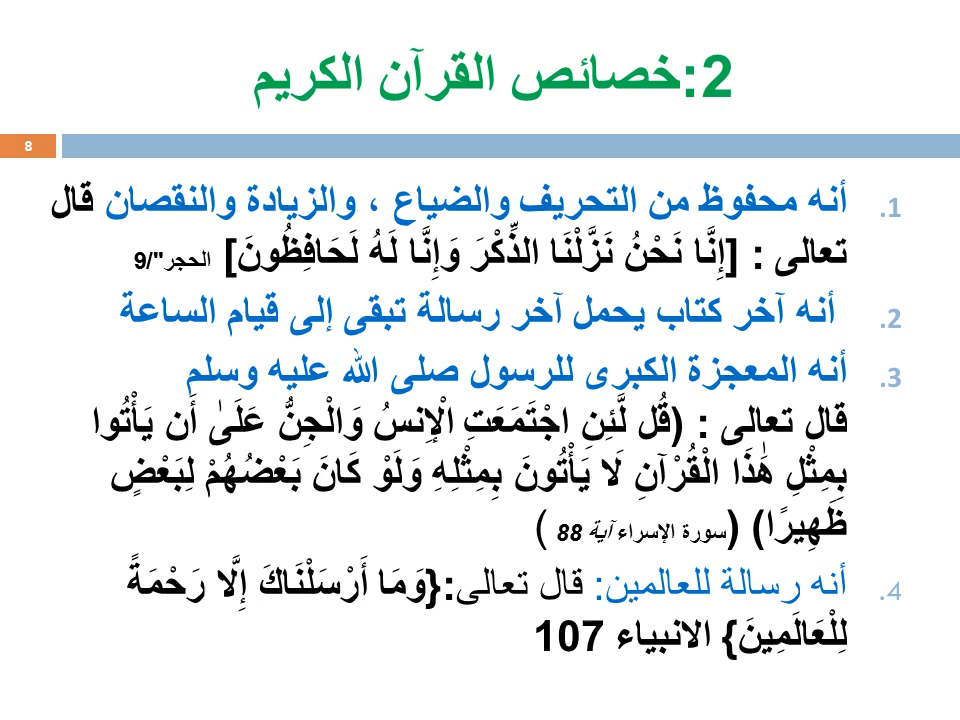 2:خصائص القرآن الكريم
8
1. أنه محفوظ من التحريف والضياع ، والزيادة والنقصان قال
تعالى : [إِنَّا نَحْنُ نَزَّلْنَا الذِّكْرَ وَإِنَّا لَهُ لَحَافِظُونَ] الحجر"/9
2. أنه آخر كتاب يحمل آخر رسالة تبقى إلى قيام الساعة
3. أنه المعجزة الكبرى للرسول صلى الله عليه وسلم
قال تعالى : (قُل لَّئِنِ اجْتَمَعَتِ الْإِنسُ وَالْجِنُّ عَلَىٰ أَن يَأْتُوا
بِمِثْلِ هَٰذَا الْقُرْآنِ لَا يَأْتُونَ بِمِثْلِهِ وَلَوْ كَانَ بَعْضُهُمْ لِبَعْضٍ
ظَهِيرًا) (سورة الإسراء آية 88 )
4. أنه رسالة للعالمين: قال تعالى:{وَمَا أَرْسَلْنَاكَ إِلَّا رَحْمَةً
لِلْعَالَمِينَ} الانبياء 107